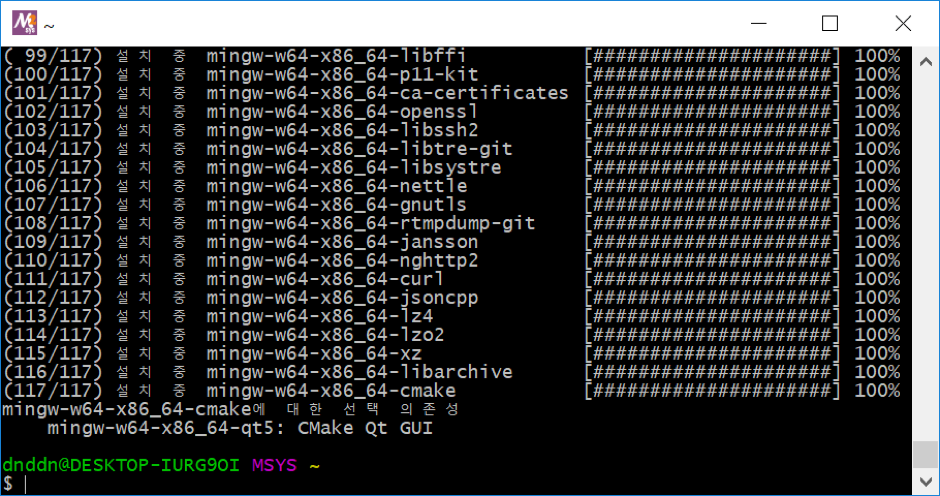 ~
( 99/117) 설치 중 mingw-w64-x86_64-libffi [######################] 100%
(100/117) 설치 중 mingw-w64-x86_64-p11-kit [######################] 100%
(101/117) 설치 중 mingw-w64-x86_64-ca-certificates [######################] 100%
(102/117) 설치 중 mingw-w64-x86_64-openssl [######################] 100%
(103/117) 설치 중 mingw-w64-x86_64-libssh2 [######################] 100%
(104/117) 설치 중 mingw-w64-x86_64-libtre-git [######################] 100%
(105/117) 설치 중 mingw-w64-x86_64-libsystre [######################] 100%
(106/117) 설치 중 mingw-w64-x86_64-nettle [######################] 100%
(107/117) 설치 중 mingw-w64-x86_64-gnutls [######################] 100%
(108/117) 설치 중 mingw-w64-x86_64-rtmpdump-git [######################] 100%
(109/117) 설치 중 mingw-w64-x86_64-jansson [######################] 100%
(110/117) 설치 중 mingw-w64-x86_64-nghttp2 [######################] 100%
(111/117) 설치 중 mingw-w64-x86_64-curl [######################] 100%
(112/117) 설치 중 mingw-w64-x86_64-jsoncpp [######################] 100%
(113/117) 설치 중 mingw-w64-x86_64-lz4 [######################] 100%
(114/117) 설치 중 mingw-w64-x86_64-lzo2 [######################] 100%
(115/117) 설치 중 mingw-w64-x86_64-xz [######################] 100%
(116/117) 설치 중 mingw-w64-x86_64-libarchive [######################] 100%
(117/117) 설치 중 mingw-w64-x86_64-cmake [######################] 100%
mingw-w64-x86_64-cmake에 대한 선택 의존성
mingw-w64-x86_64-qt5: CMake Qt GUI
dnddn@DESKTOP-IURG9OI MSYS ~
$